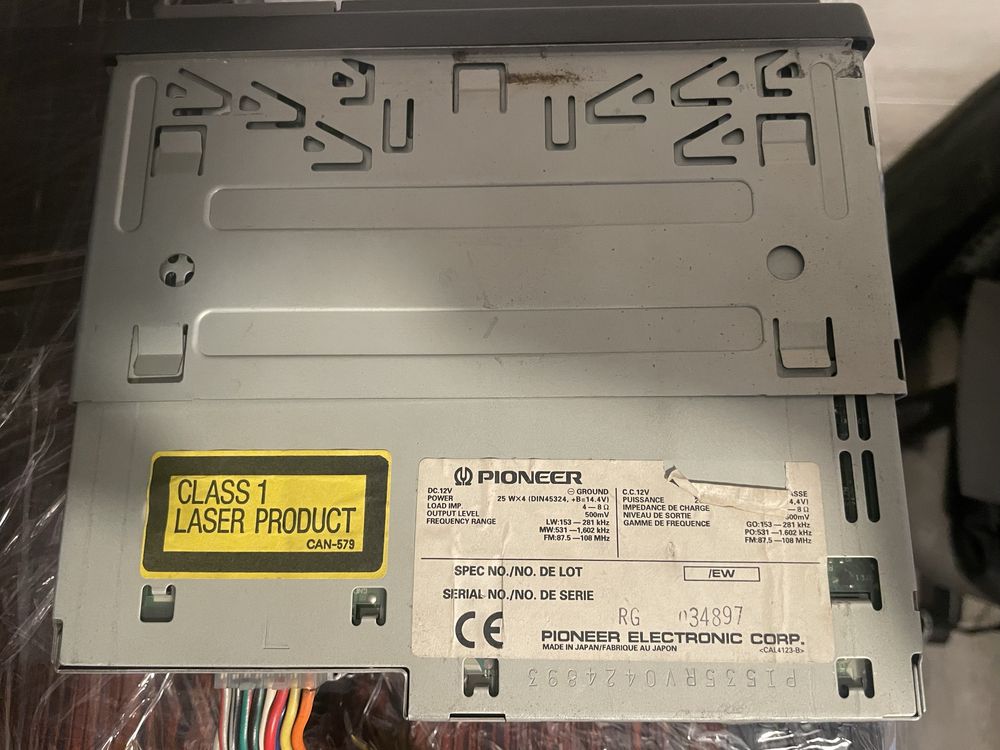 CLASS 1
LASER PRODUCT
CAN-579
PIONEER
DC.12V ⊖ GROUND
POWER 25 W×4 (DIN45324, +B=14.4V)
LOAD IMP. 4 — 8 Ω
OUTPUT LEVEL 500mV
FREQUENCY RANGE LW:153 — 281 kHz
MW:531 — 1,602 kHz
FM:87.5 — 108 MHz
C.C.12V
PUISSANCE
IMPEDANCE DE CHARGE — 8 Ω
NIVEAU DE SORTIE
GAMME DE FREQUENCE GO:153 — 281 kHz
PO:531 — 1,602 kHz
FM:87.5 — 108 MHz
SPEC NO./NO. DE LOT /EW
SERIAL NO./NO. DE SERIE
RG 034897
CE PIONEER ELECTRONIC CORP.
MADE IN JAPAN/FABRIQUE AU JAPON <CAL4123-B>
PI535RV0424893